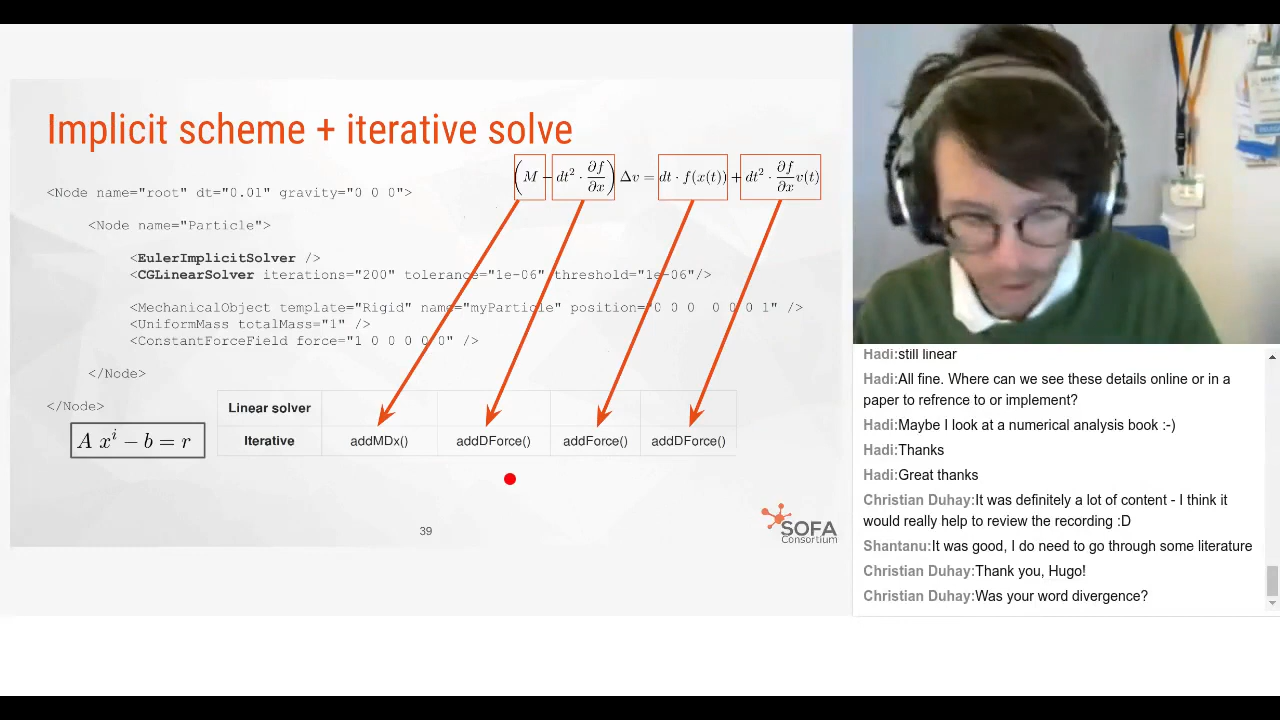 Implicit scheme + iterative solve
(M - dt² · ∂f/∂x) Δv = dt · f(x(t)) + dt² · ∂f/∂x v(t)
<Node name="root" dt="0.01" gravity="0 0 0">
<Node name="Particle">
<EulerImplicitSolver />
<CGLinearSolver iterations="200" tolerance="1e-06" threshold="1e-06"/>
<MechanicalObject template="Rigid" name="myParticle" position="0 0 0 0 0 0 1" />
<UniformMass totalMass="1" />
<ConstantForceField force="1 0 0 0 0 0" />
</Node>
</Node>
Linear solver
Iterative addMDx() addDForce() addForce() addDForce()
A xⁱ − b = r
39
SOFA
Consortium
Hadi:still linear
Hadi:All fine. Where can we see these details online or in a
paper to refrence to or implement?
Hadi:Maybe I look at a numerical analysis book :-)
Hadi:Thanks
Hadi:Great thanks
Christian Duhay:It was definitely a lot of content - I think it
would really help to review the recording :D
Shantanu:It was good, I do need to go through some literature
Christian Duhay:Thank you, Hugo!
Christian Duhay:Was your word divergence?